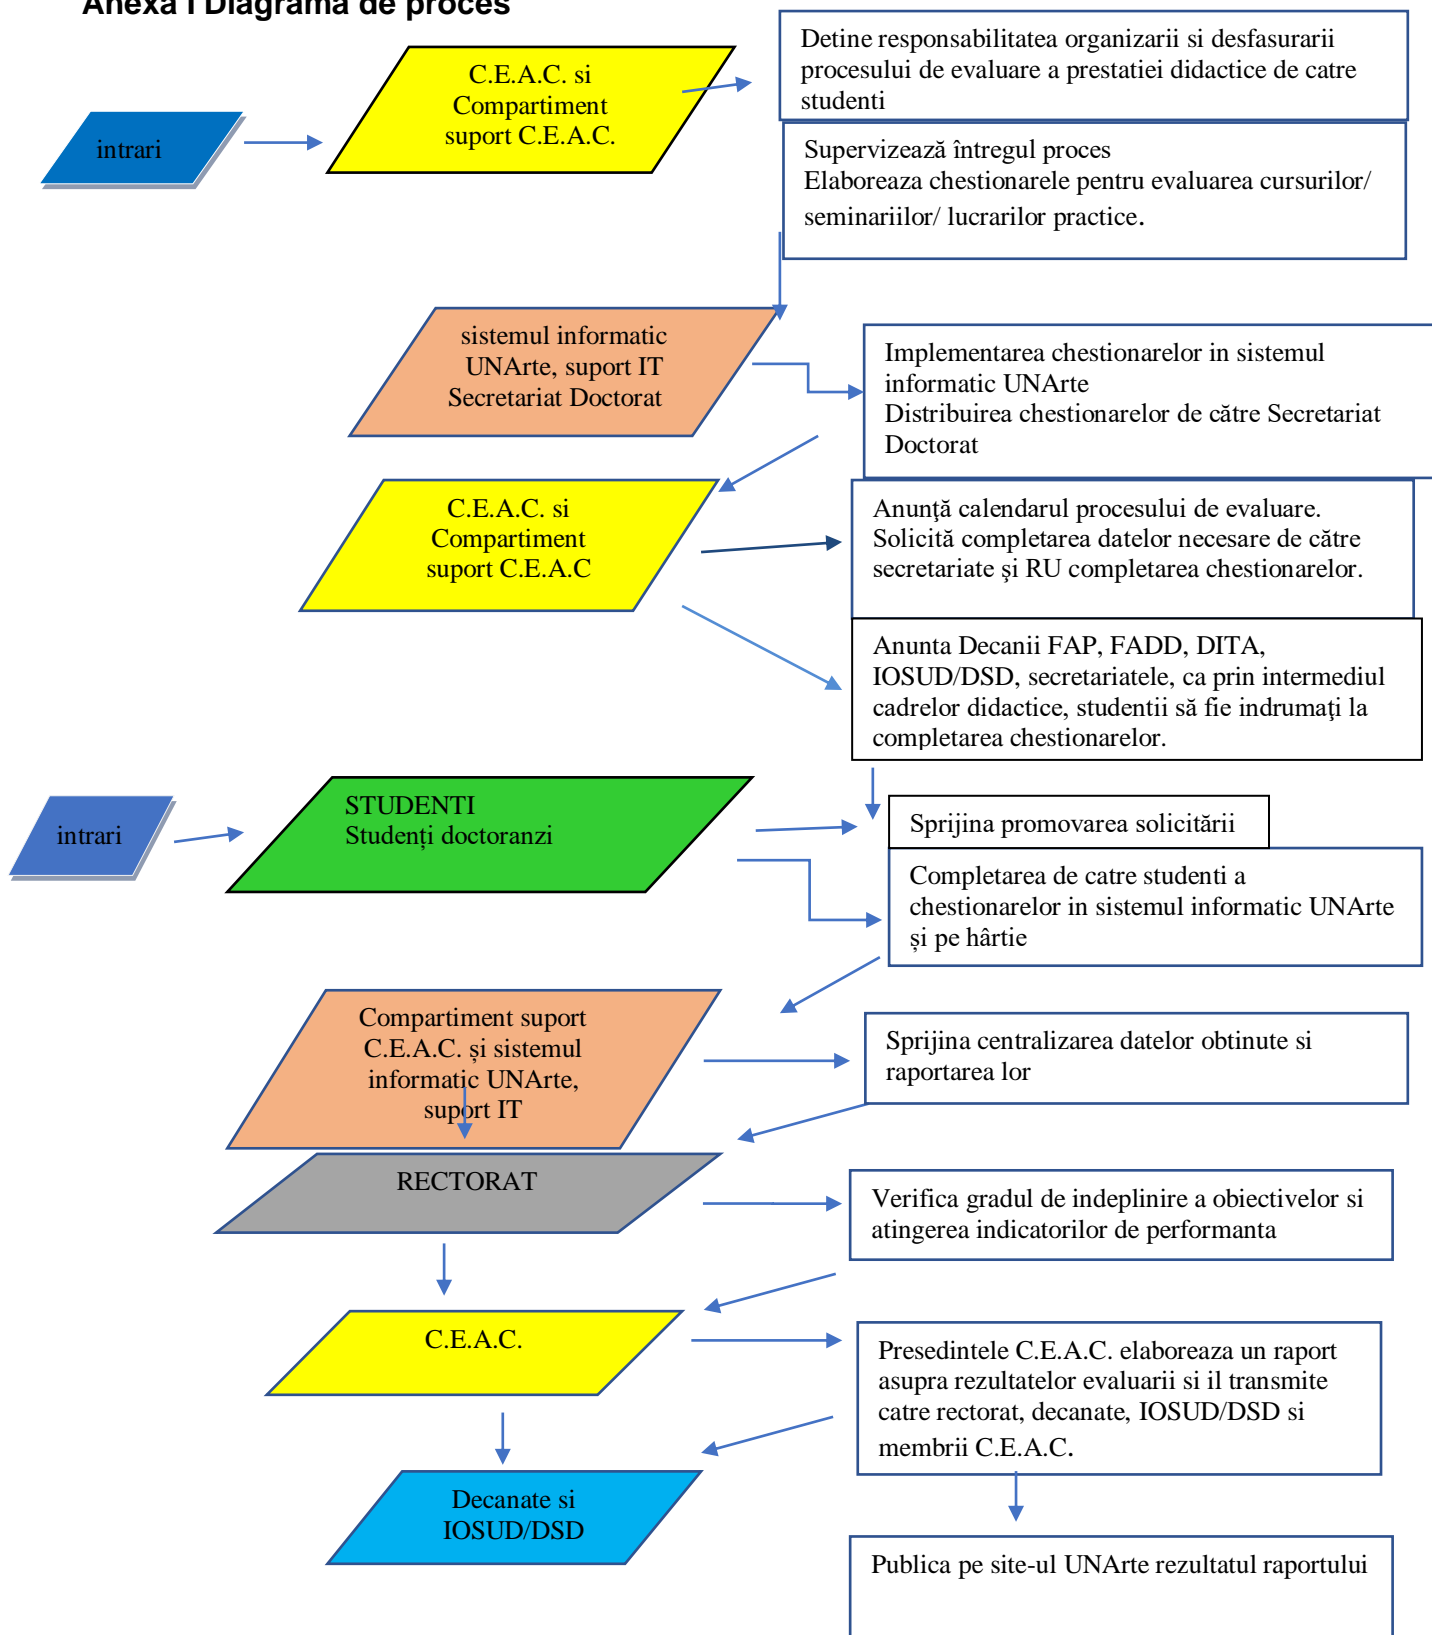 Anexa I Diagrama de proces
Detine responsabilitatea organizarii si desfasurarii
procesului de evaluare a prestatiei didactice de catre
studenti
C.E.A.C. si
Compartiment
suport C.E.A.C.
intrari
Supervizează întregul proces
Elaboreaza chestionarele pentru evaluarea cursurilor/
seminariilor/ lucrarilor practice.
sistemul informatic
UNArte, suport IT
Secretariat Doctorat
Implementarea chestionarelor in sistemul
informatic UNArte
Distribuirea chestionarelor de către Secretariat
Doctorat
C.E.A.C. si
Compartiment
suport C.E.A.C
Anunţă calendarul procesului de evaluare.
Solicită completarea datelor necesare de către
secretariate şi RU completarea chestionarelor.
Anunta Decanii FAP, FADD, DITA,
IOSUD/DSD, secretariatele, ca prin intermediul
cadrelor didactice, studentii să fie indrumaţi la
completarea chestionarelor.
intrari
STUDENTI
Studenți doctoranzi
Sprijina promovarea solicitării
Completarea de catre studenti a
chestionarelor in sistemul informatic UNArte
și pe hârtie
Compartiment suport
C.E.A.C. și sistemul
informatic UNArte,
suport IT
Sprijina centralizarea datelor obtinute si
raportarea lor
RECTORAT
Verifica gradul de indeplinire a obiectivelor si
atingerea indicatorilor de performanta
C.E.A.C.
Presedintele C.E.A.C. elaboreaza un raport
asupra rezultatelor evaluarii si il transmite
catre rectorat, decanate, IOSUD/DSD si
membrii C.E.A.C.
Decanate si
IOSUD/DSD
Publica pe site-ul UNArte rezultatul raportului